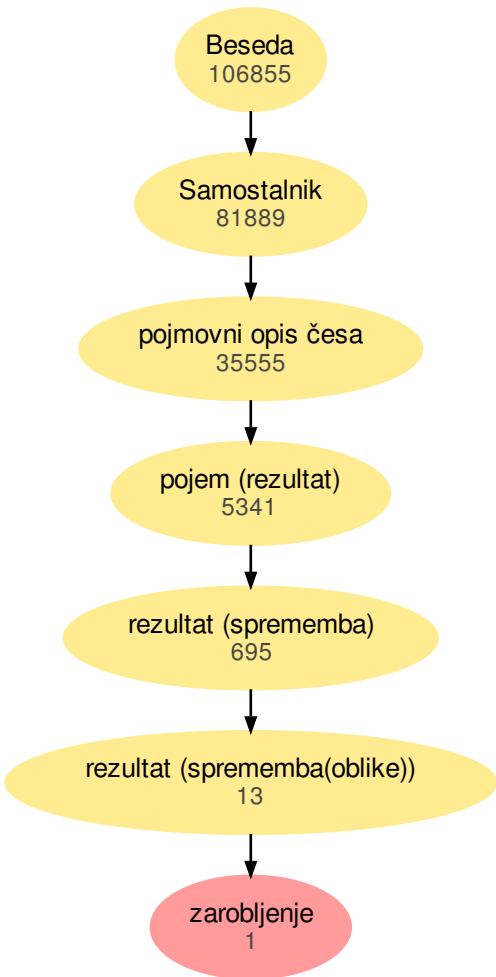 Beseda
106855
Samostalnik
81889
pojmovni opis česa
35555
pojem (rezultat)
5341
rezultat (sprememba)
695
rezultat (sprememba(oblike))
13
zarobljenje
1